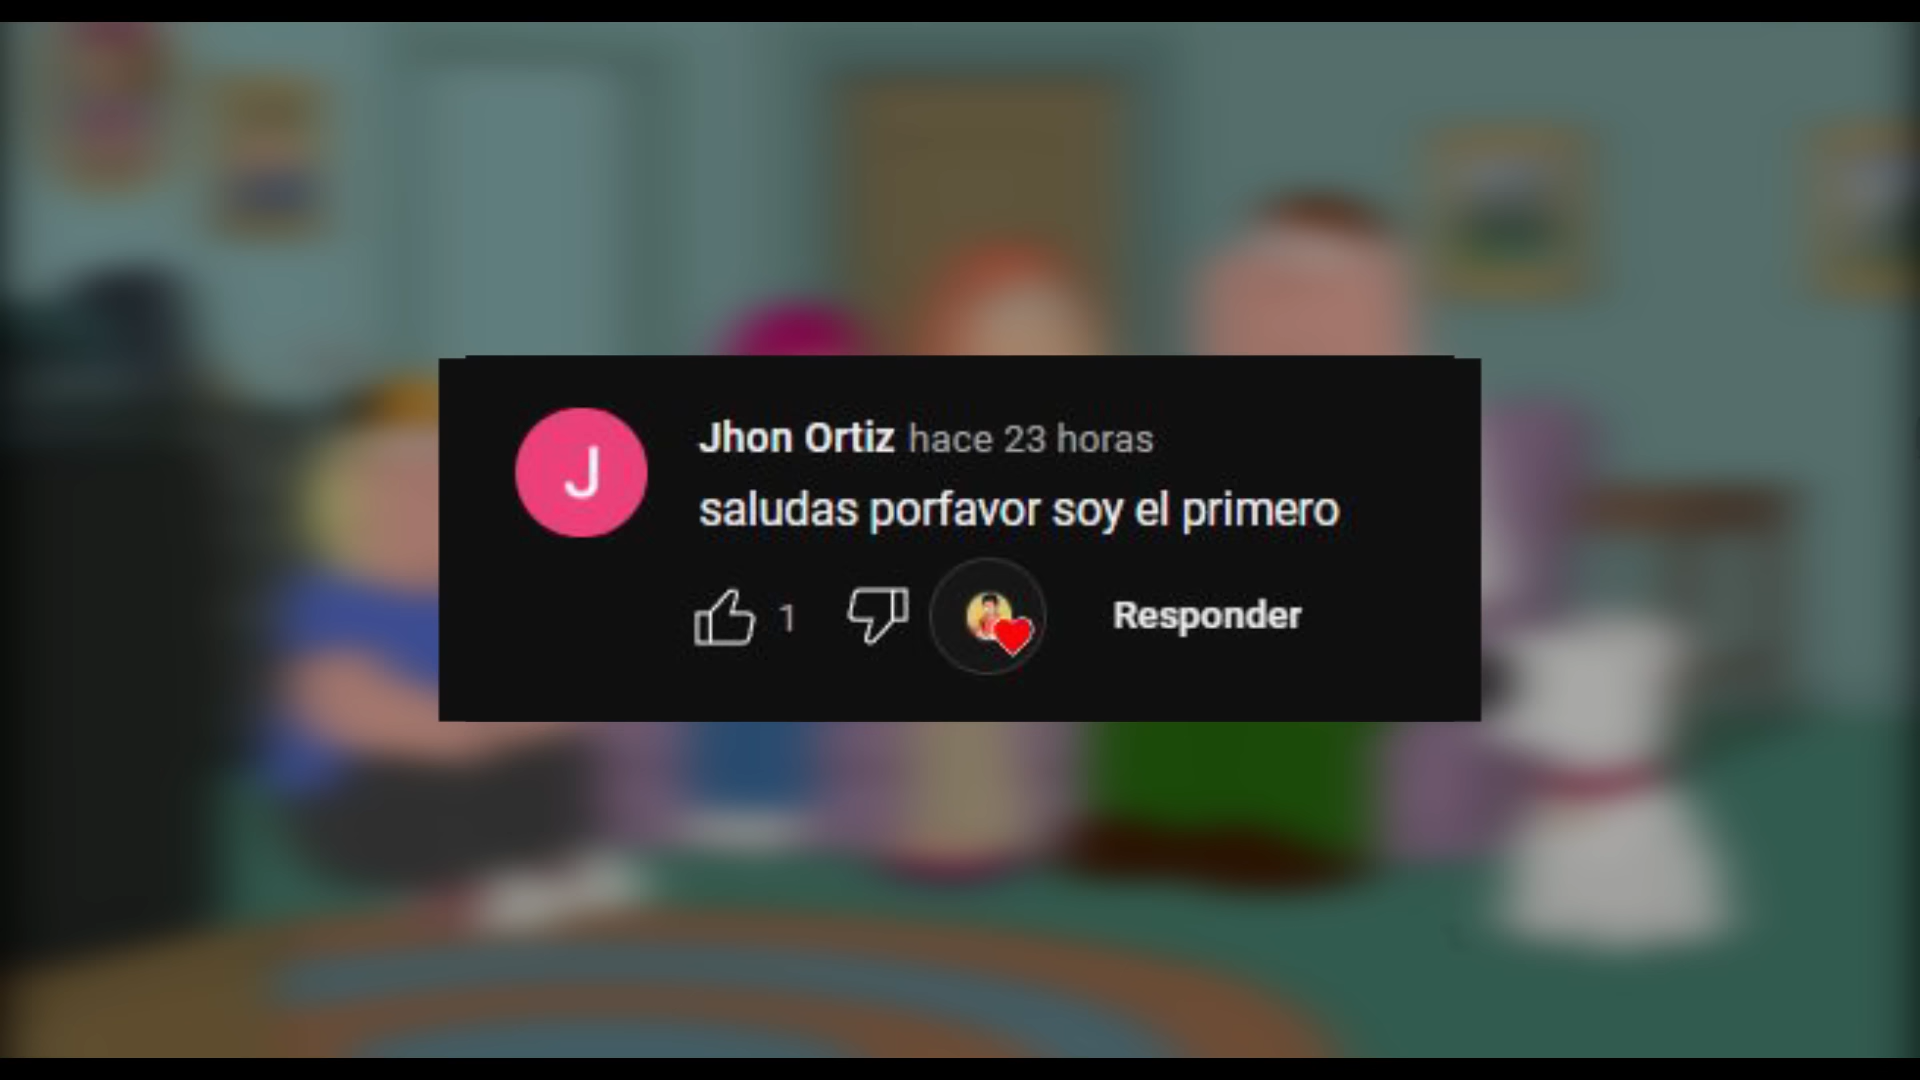 J
Jhon Ortiz hace 23 horas
saludas porfavor soy el primero
1
Responder